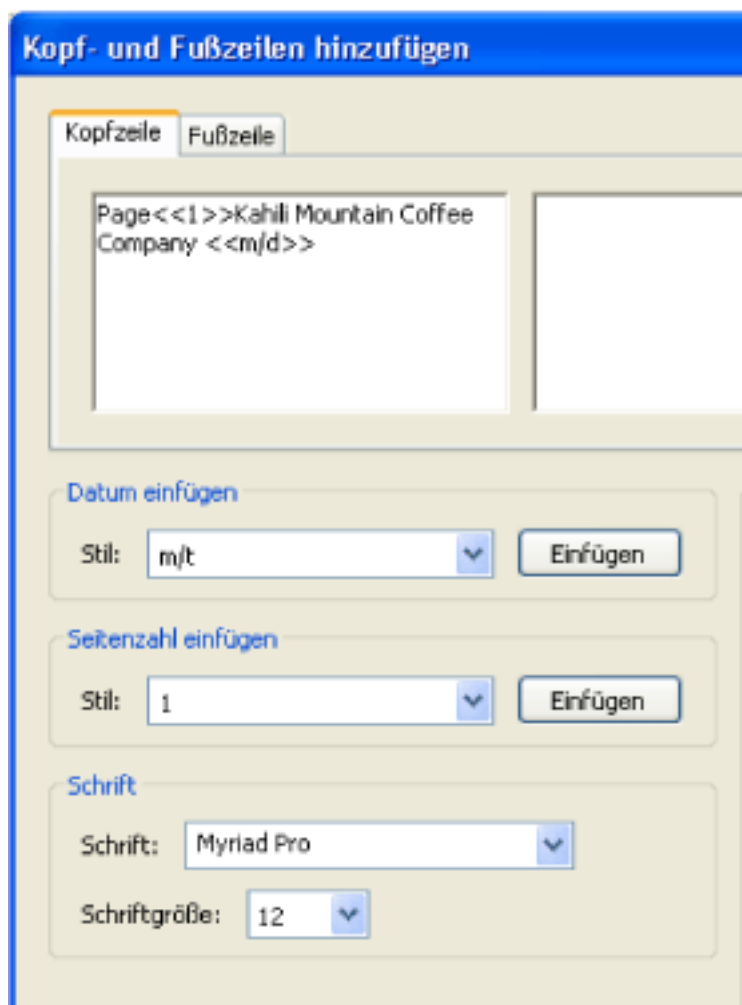 Kopf- und Fußzeilen hinzufügen
Kopfzeile Fußzeile
Page<<1>>Kahili Mountain Coffee
Company <<m/d>>
Datum einfügen
Stil: m/t Einfügen
Seitenzahl einfügen
Stil: 1 Einfügen
Schrift
Schrift: Myriad Pro
Schriftgröße: 12